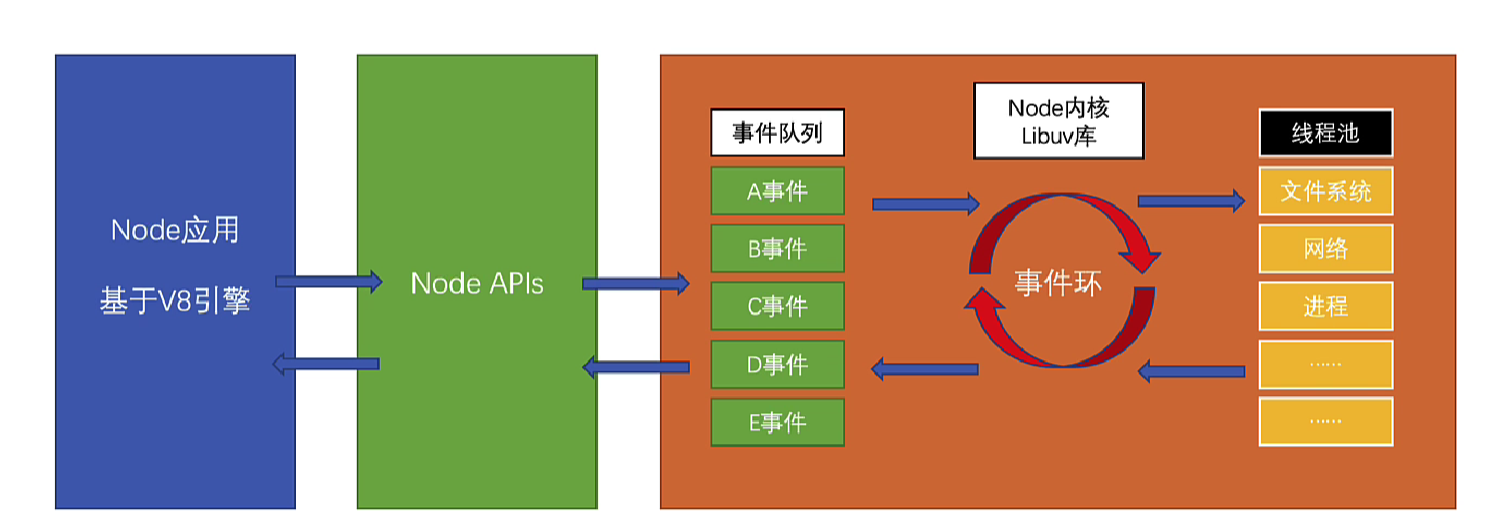 Node应用
基于V8引擎
Node APIs
事件队列
A事件
B事件
C事件
D事件
E事件
Node内核
Libuv库
事件环
线程池
文件系统
网络
进程
……
……